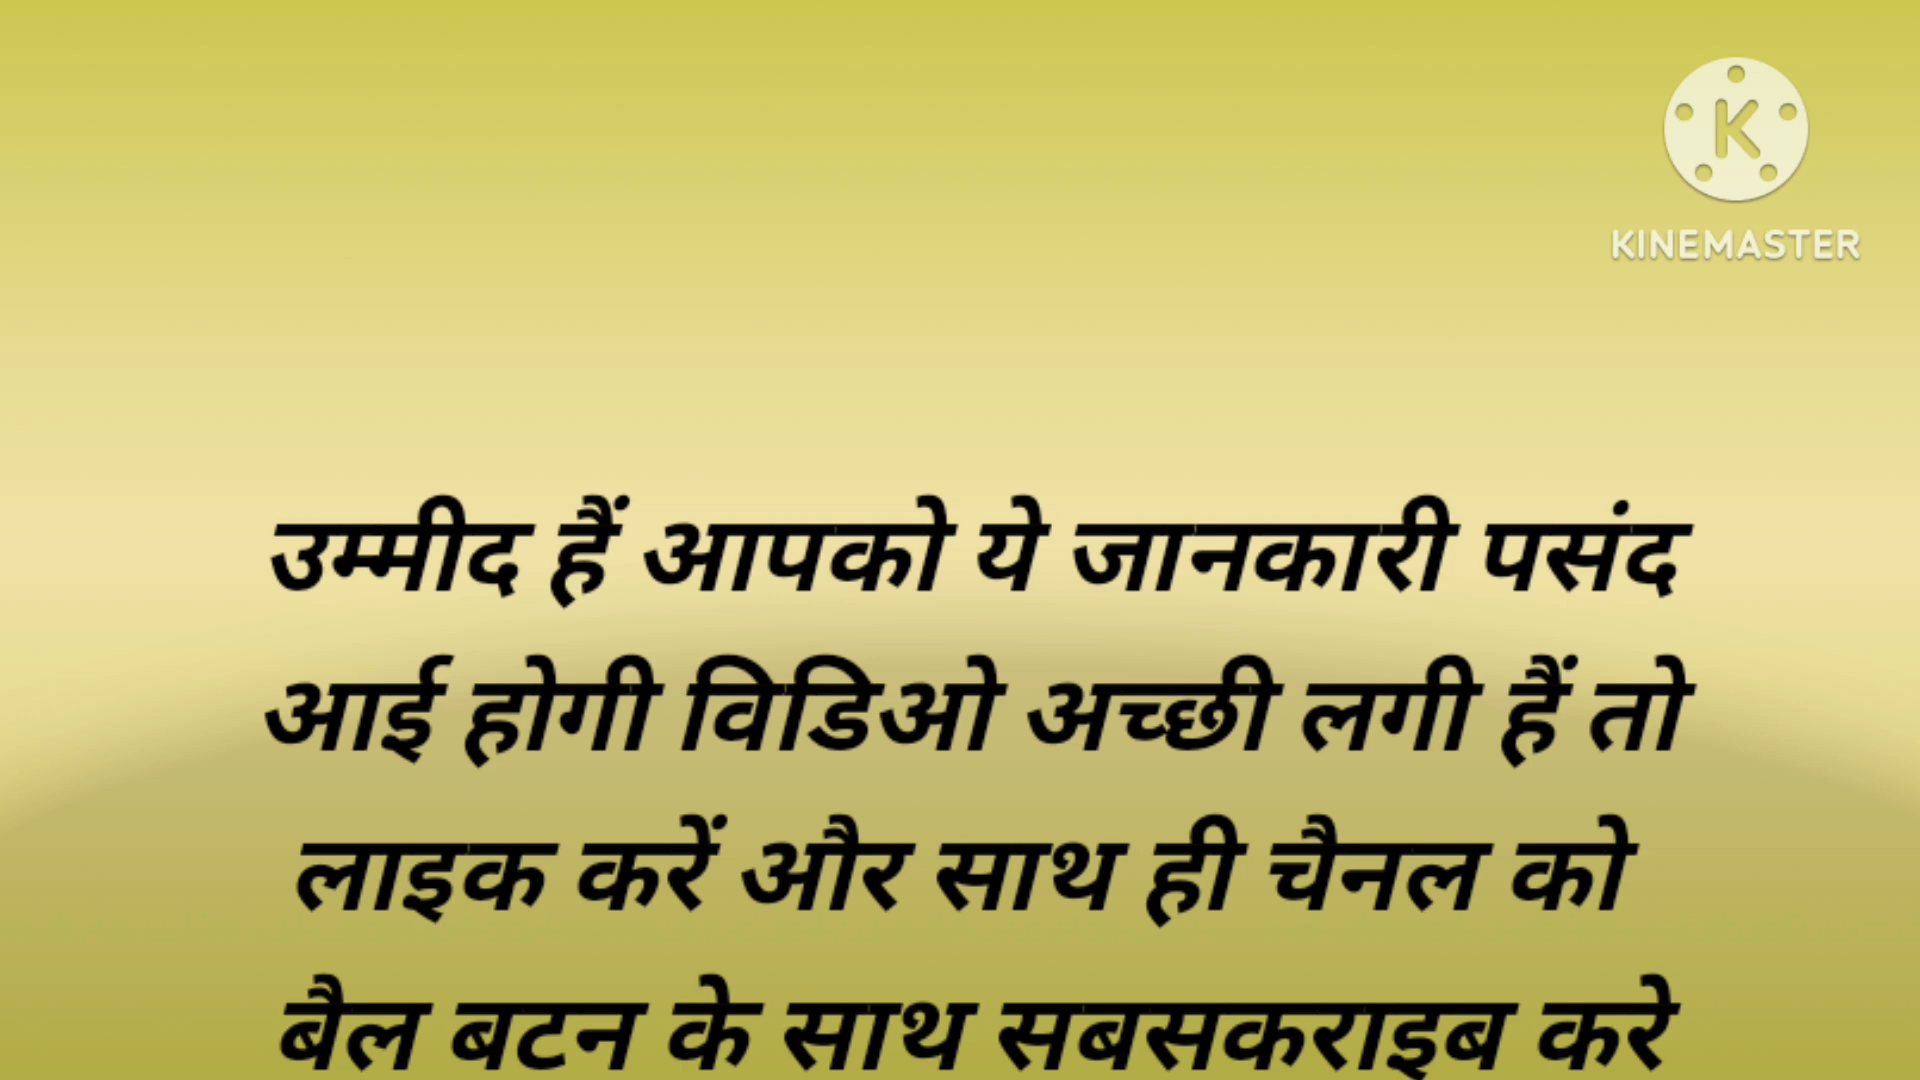 KINEMASTER
उम्मीद हैं आपको ये जानकारी पसंद
आई होगी विडिओ अच्छी लगी हैं तो
लाइक करें और साथ ही चैनल को
बैल बटन के साथ सबसकराइब करे